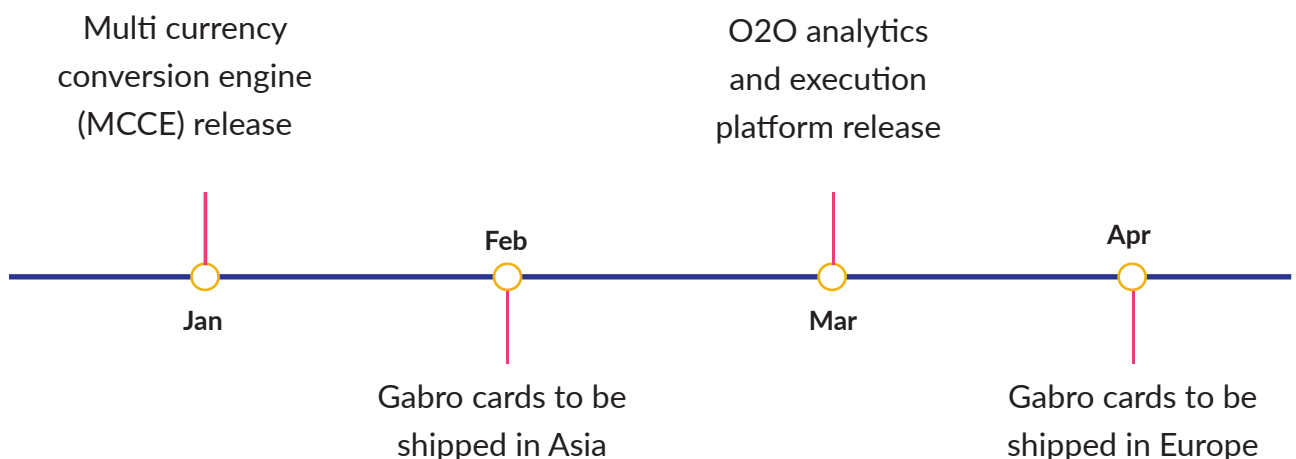 Multi currency
conversion engine
(MCCE) release
Jan
Feb
Gabro cards to be
shipped in Asia
O2O analytics
and execution
platform release
Mar
Apr
Gabro cards to be
shipped in Europe